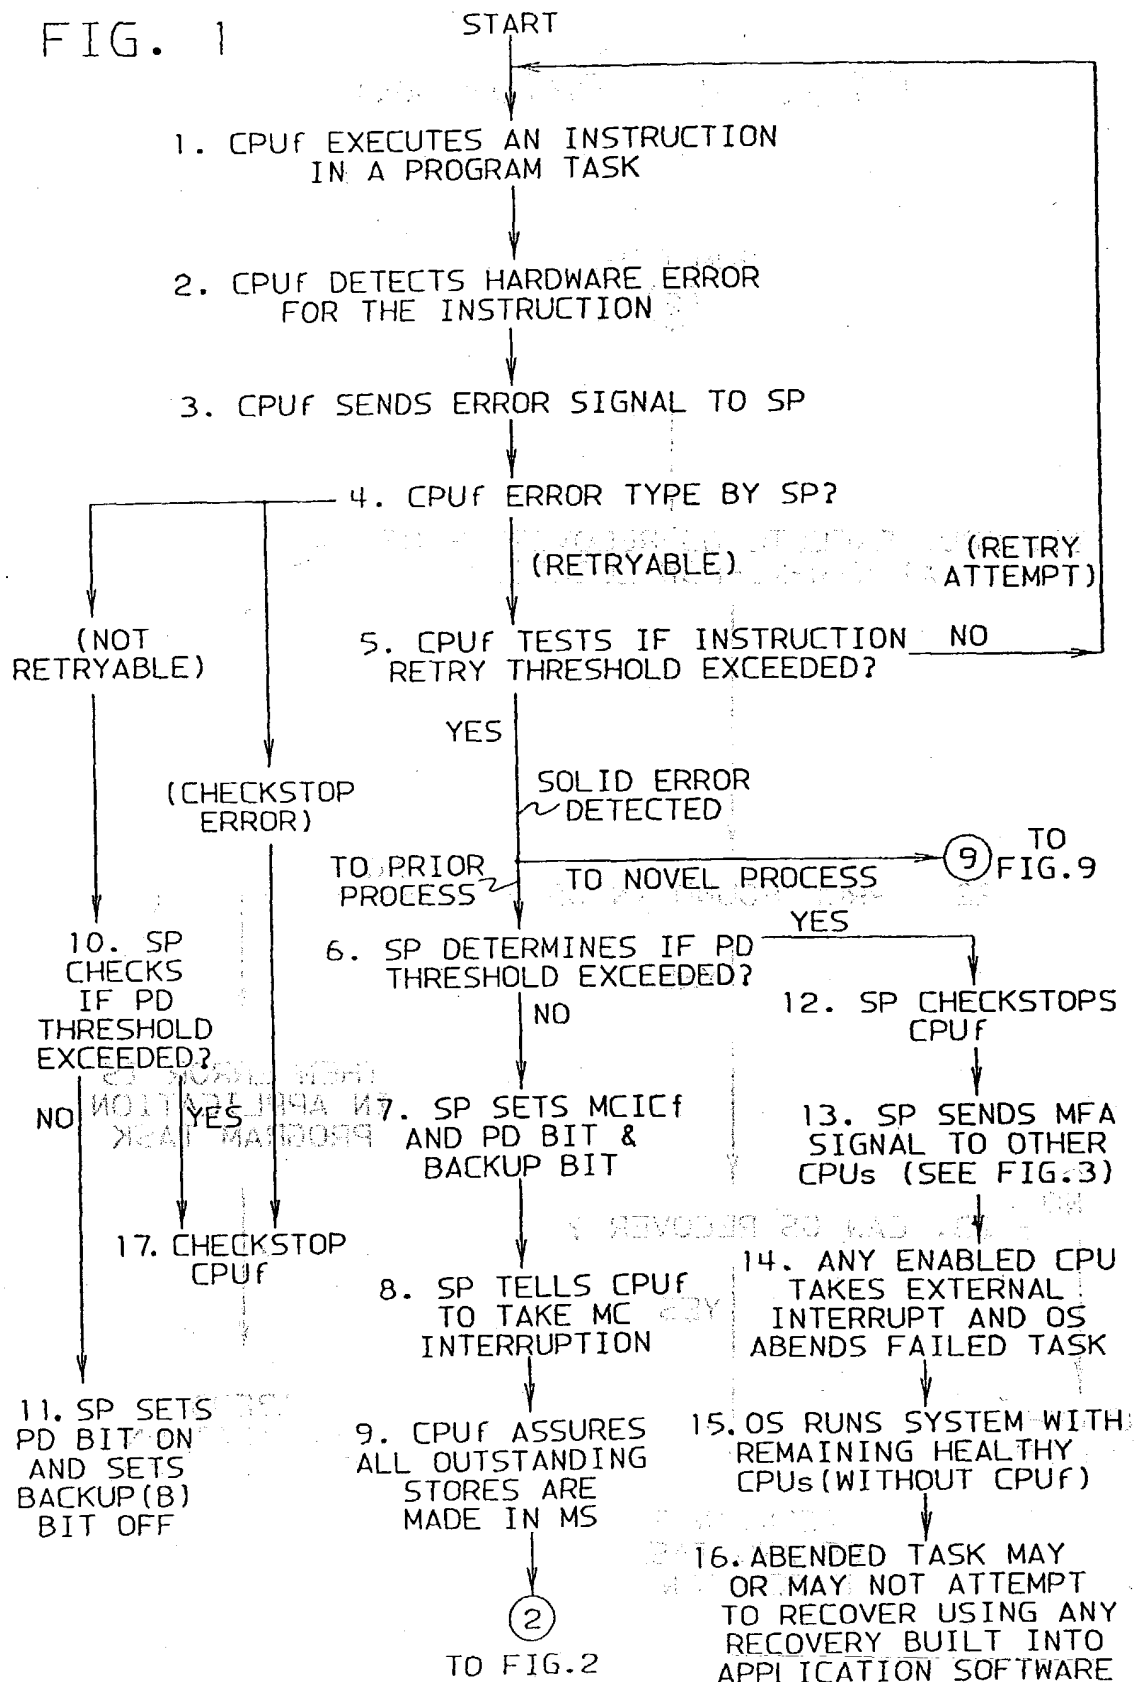 FIG. 1
START
1. CPUf EXECUTES AN INSTRUCTION
IN A PROGRAM TASK
2. CPUf DETECTS HARDWARE ERROR
FOR THE INSTRUCTION
3. CPUf SENDS ERROR SIGNAL TO SP
4. CPUf ERROR TYPE BY SP?
(RETRYABLE)
(RETRY
ATTEMPT)
(NOT
RETRYABLE)
5. CPUf TESTS IF INSTRUCTION
RETRY THRESHOLD EXCEEDED?
NO
YES
SOLID ERROR
DETECTED
(CHECKSTOP
ERROR)
TO PRIOR
PROCESS
TO NOVEL PROCESS
9
TO
FIG.9
6. SP DETERMINES IF PD
THRESHOLD EXCEEDED?
YES
NO
10. SP
CHECKS
IF PD
THRESHOLD
EXCEEDED?
NO
YES
12. SP CHECKSTOPS
CPUf
7. SP SETS MCICf
AND PD BIT &
BACKUP BIT
13. SP SENDS MFA
SIGNAL TO OTHER
CPUs (SEE FIG.3)
17. CHECKSTOP
CPUf
8. SP TELLS CPUf
TO TAKE MC
INTERRUPTION
14. ANY ENABLED CPU
TAKES EXTERNAL
INTERRUPT AND OS
ABENDS FAILED TASK
11. SP SETS
PD BIT ON
AND SETS
BACKUP(B)
BIT OFF
9. CPUf ASSURES
ALL OUTSTANDING
STORES ARE
MADE IN MS
15. OS RUNS SYSTEM WITH
REMAINING HEALTHY
CPUs(WITHOUT CPUf)
2
TO FIG.2
16. ABENDED TASK MAY
OR MAY NOT ATTEMPT
TO RECOVER USING ANY
RECOVERY BUILT INTO
APPLICATION SOFTWARE